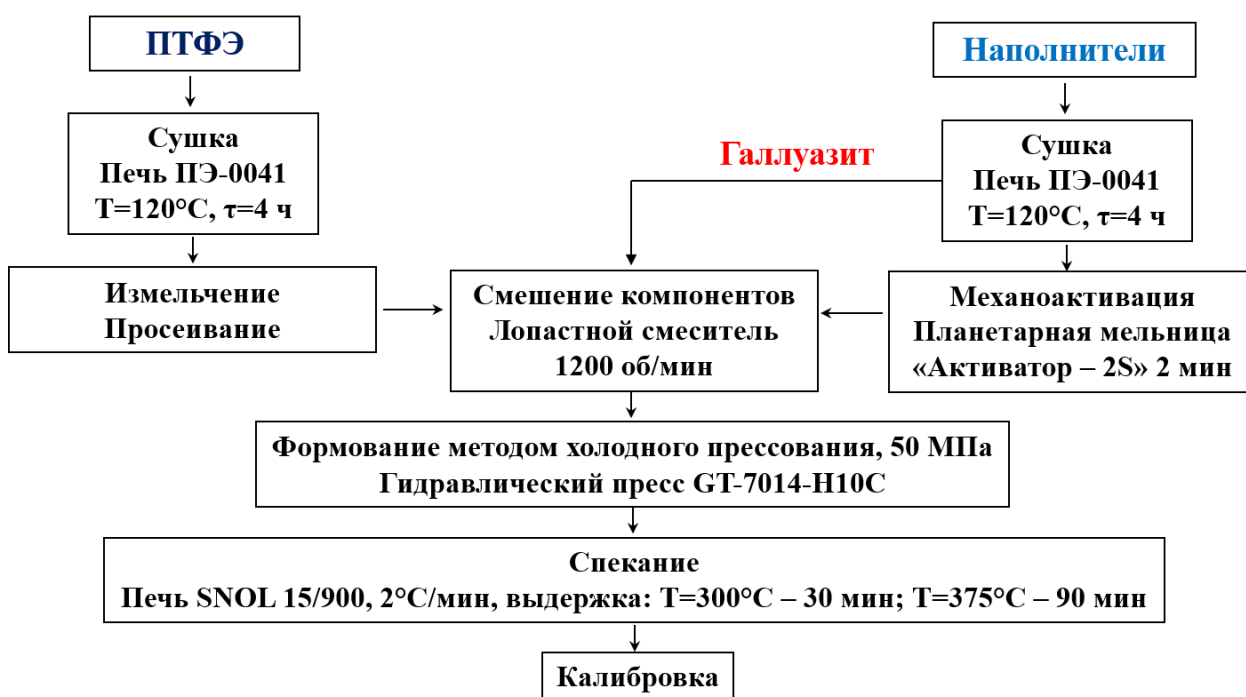 ПТФЭ
Наполнители
Сушка
Печь ПЭ-0041
Т=120°С, τ=4 ч
Галлуазит
Сушка
Печь ПЭ-0041
Т=120°С, τ=4 ч
Измельчение
Просеивание
Смешение компонентов
Лопастной смеситель
1200 об/мин
Механоактивация
Планетарная мельница
«Активатор – 2S» 2 мин
Формование методом холодного прессования, 50 МПа
Гидравлический пресс GT-7014-H10C
Спекание
Печь SNOL 15/900, 2°С/мин, выдержка: Т=300°С – 30 мин; Т=375°С – 90 мин
Калибровка